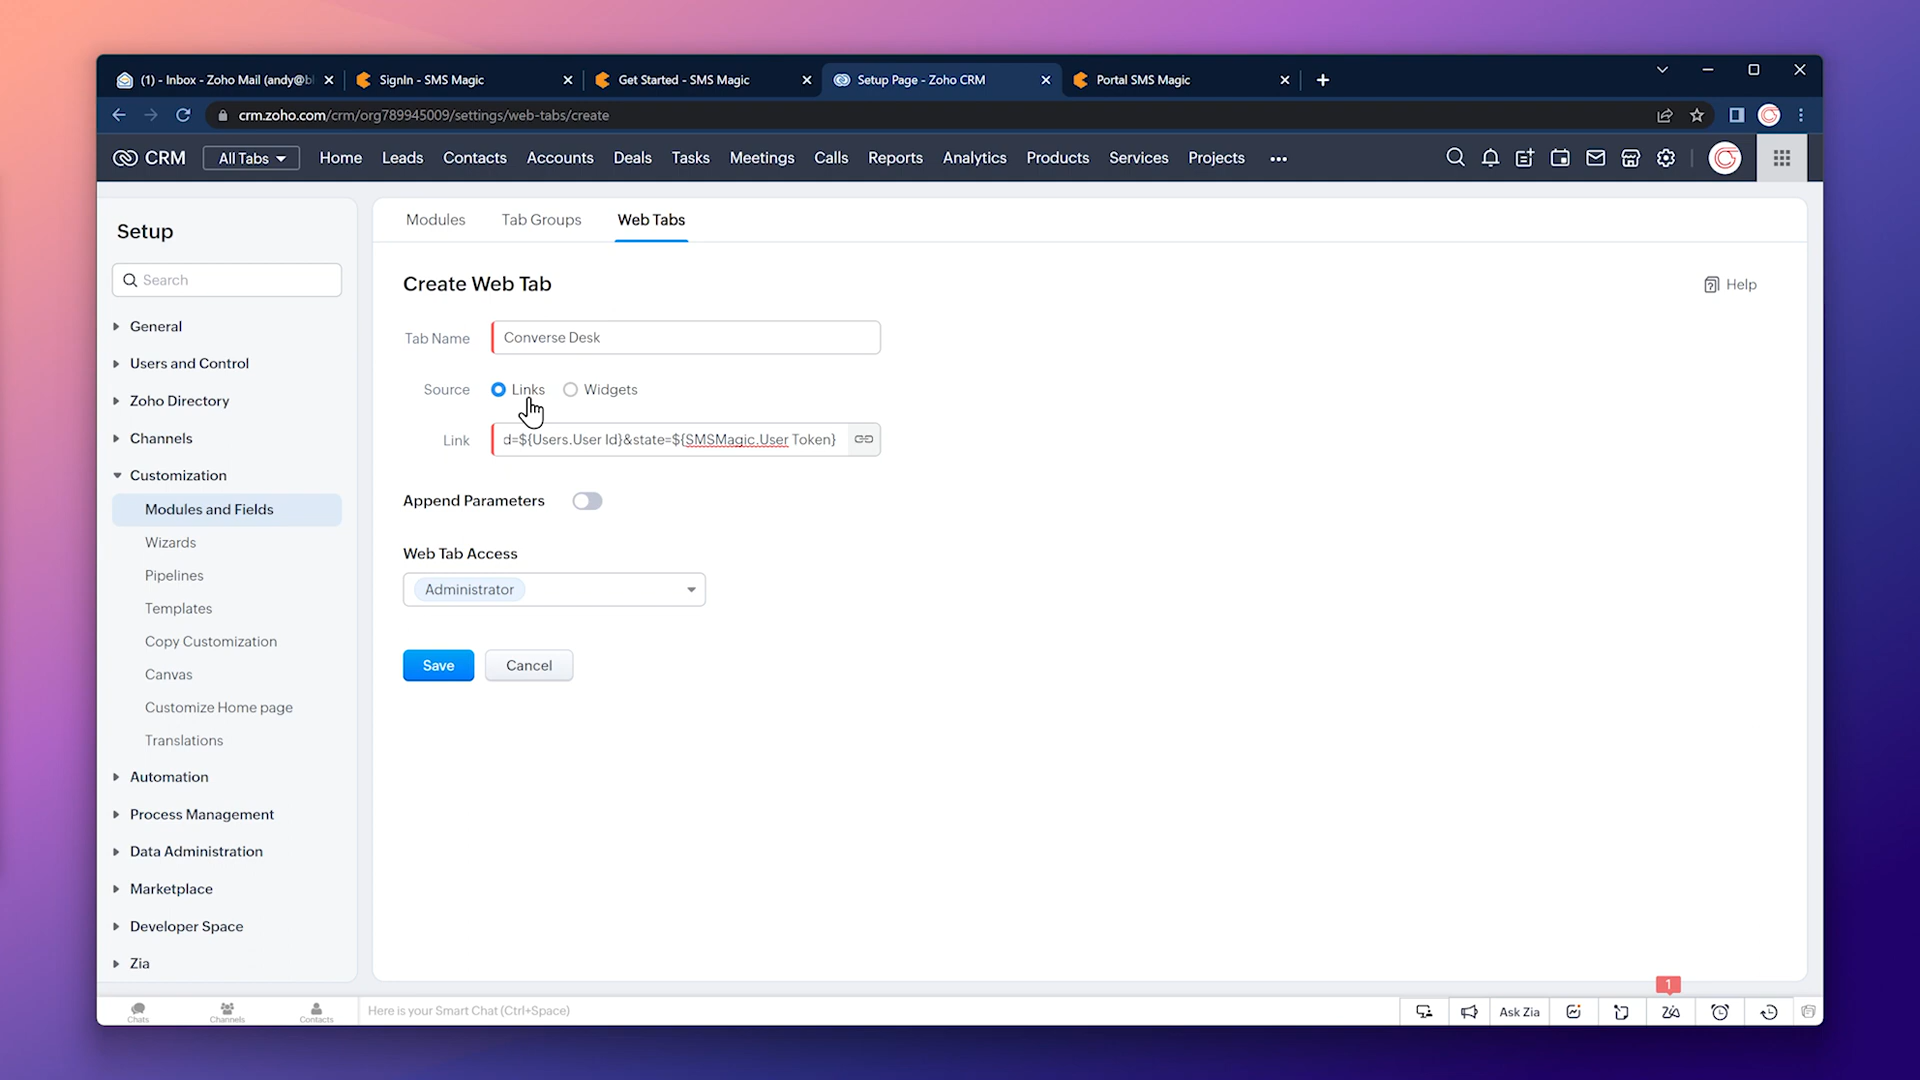 (1) - Inbox - Zoho Mail (andy@bl
SignIn - SMS Magic
Get Started - SMS Magic
Setup Page - Zoho CRM
Portal SMS Magic
crm.zoho.com/crm/org789945009/settings/web-tabs/create
CRM
All Tabs
Home
Leads
Contacts
Accounts
Deals
Tasks
Meetings
Calls
Reports
Analytics
Products
Services
Projects
Setup
Search
General
Users and Control
Zoho Directory
Channels
Customization
Modules and Fields
Wizards
Pipelines
Templates
Copy Customization
Canvas
Customize Home page
Translations
Automation
Process Management
Data Administration
Marketplace
Developer Space
Zia
Modules
Tab Groups
Web Tabs
Create Web Tab
Help
Tab Name
Converse Desk
Source
Links
Widgets
Link
d=${Users.User Id}&state=${SMSMagic.User Token}
Append Parameters
Web Tab Access
Administrator
Save
Cancel
1
Chats
Channels
Contacts
Here is your Smart Chat (Ctrl+Space)
Ask Zia